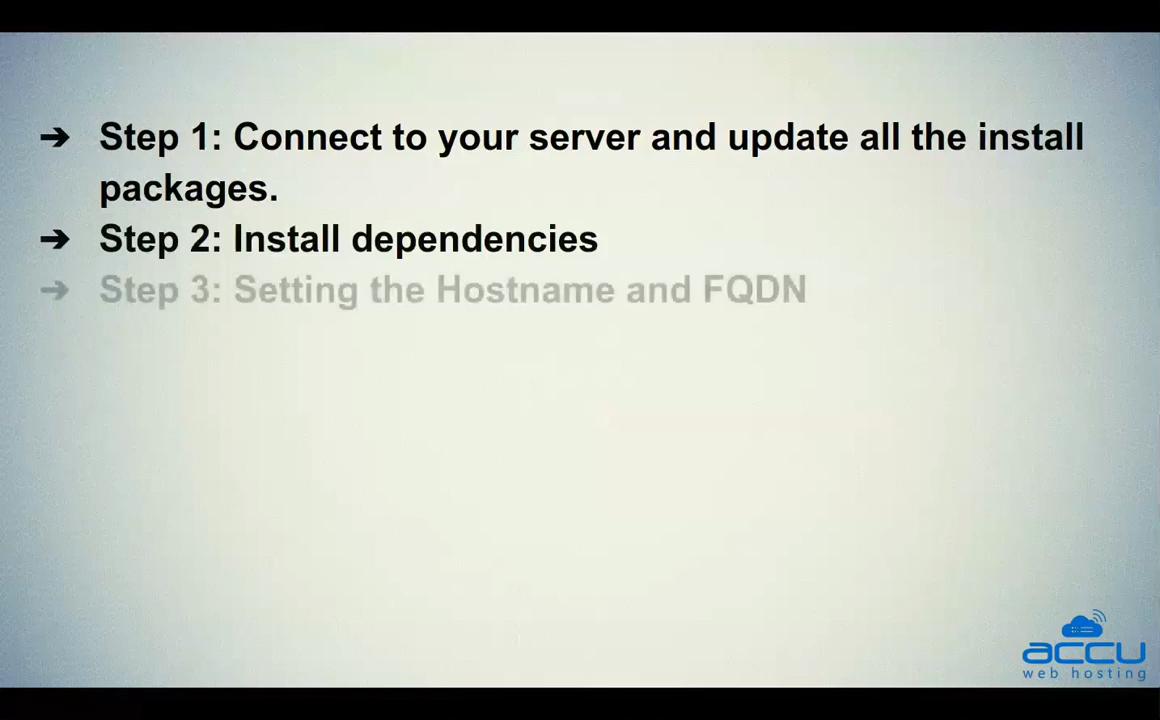 ➔ Step 1: Connect to your server and update all the install
packages.
➔ Step 2: Install dependencies
➔ Step 3: Setting the Hostname and FQDN
accu
web hosting